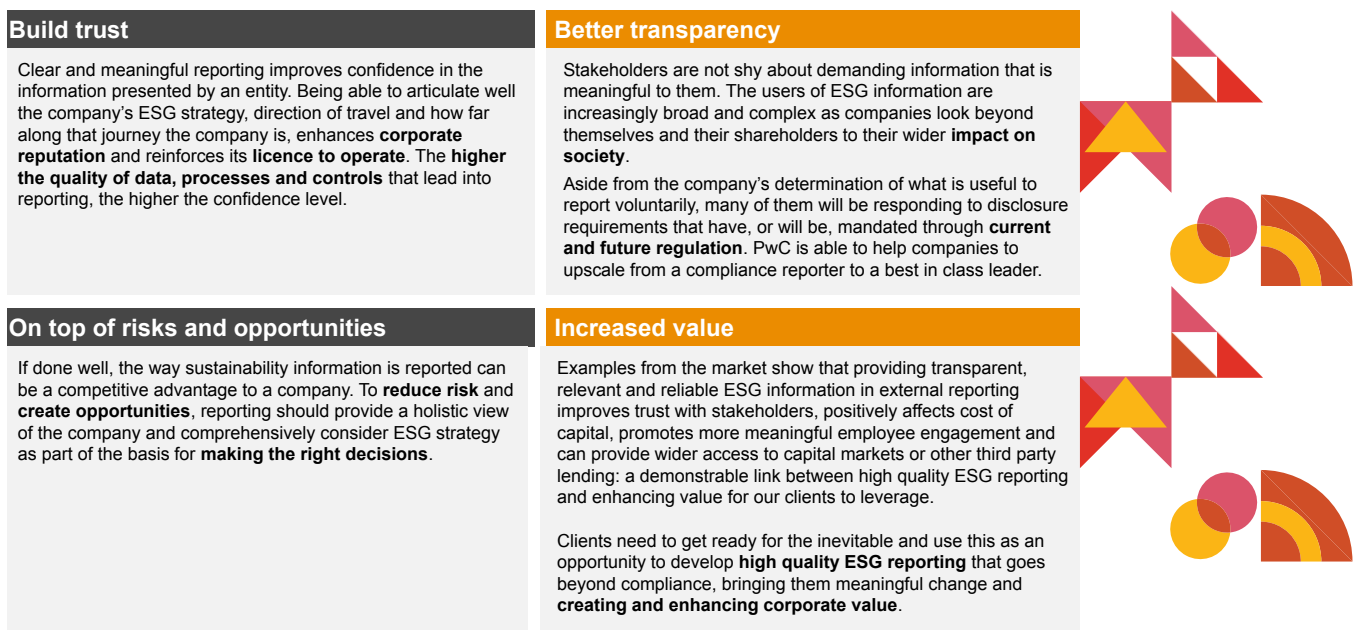 Build trust
Clear and meaningful reporting improves confidence in the
information presented by an entity. Being able to articulate well
the company’s ESG strategy, direction of travel and how far
along that journey the company is, enhances corporate
reputation and reinforces its licence to operate. The higher
the quality of data, processes and controls that lead into
reporting, the higher the confidence level.
Better transparency
Stakeholders are not shy about demanding information that is
meaningful to them. The users of ESG information are
increasingly broad and complex as companies look beyond
themselves and their shareholders to their wider impact on
society.
Aside from the company’s determination of what is useful to
report voluntarily, many of them will be responding to disclosure
requirements that have, or will be, mandated through current
and future regulation. PwC is able to help companies to
upscale from a compliance reporter to a best in class leader.
On top of risks and opportunities
If done well, the way sustainability information is reported can
be a competitive advantage to a company. To reduce risk and
create opportunities, reporting should provide a holistic view
of the company and comprehensively consider ESG strategy
as part of the basis for making the right decisions.
Increased value
Examples from the market show that providing transparent,
relevant and reliable ESG information in external reporting
improves trust with stakeholders, positively affects cost of
capital, promotes more meaningful employee engagement and
can provide wider access to capital markets or other third party
lending: a demonstrable link between high quality ESG reporting
and enhancing value for our clients to leverage.
Clients need to get ready for the inevitable and use this as an
opportunity to develop high quality ESG reporting that goes
beyond compliance, bringing them meaningful change and
creating and enhancing corporate value.